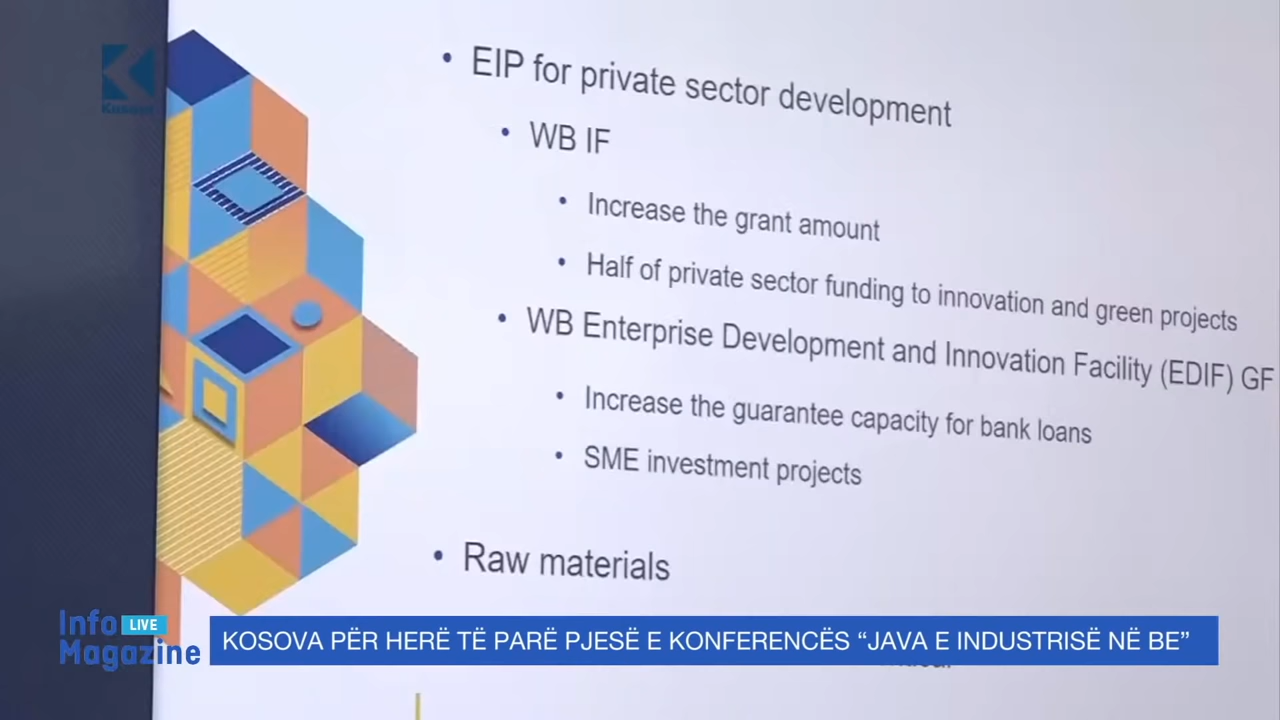 • EIP for private sector development
• WB IF
• Increase the grant amount
• Half of private sector funding to innovation and green projects
• WB Enterprise Development and Innovation Facility (EDIF) GF
• Increase the guarantee capacity for bank loans
• SME investment projects
• Raw materials
Info LIVE
Magazine
KOSOVA PËR HERË TË PARË PJESË E KONFERENCËS “JAVA E INDUSTRISË NË BE”